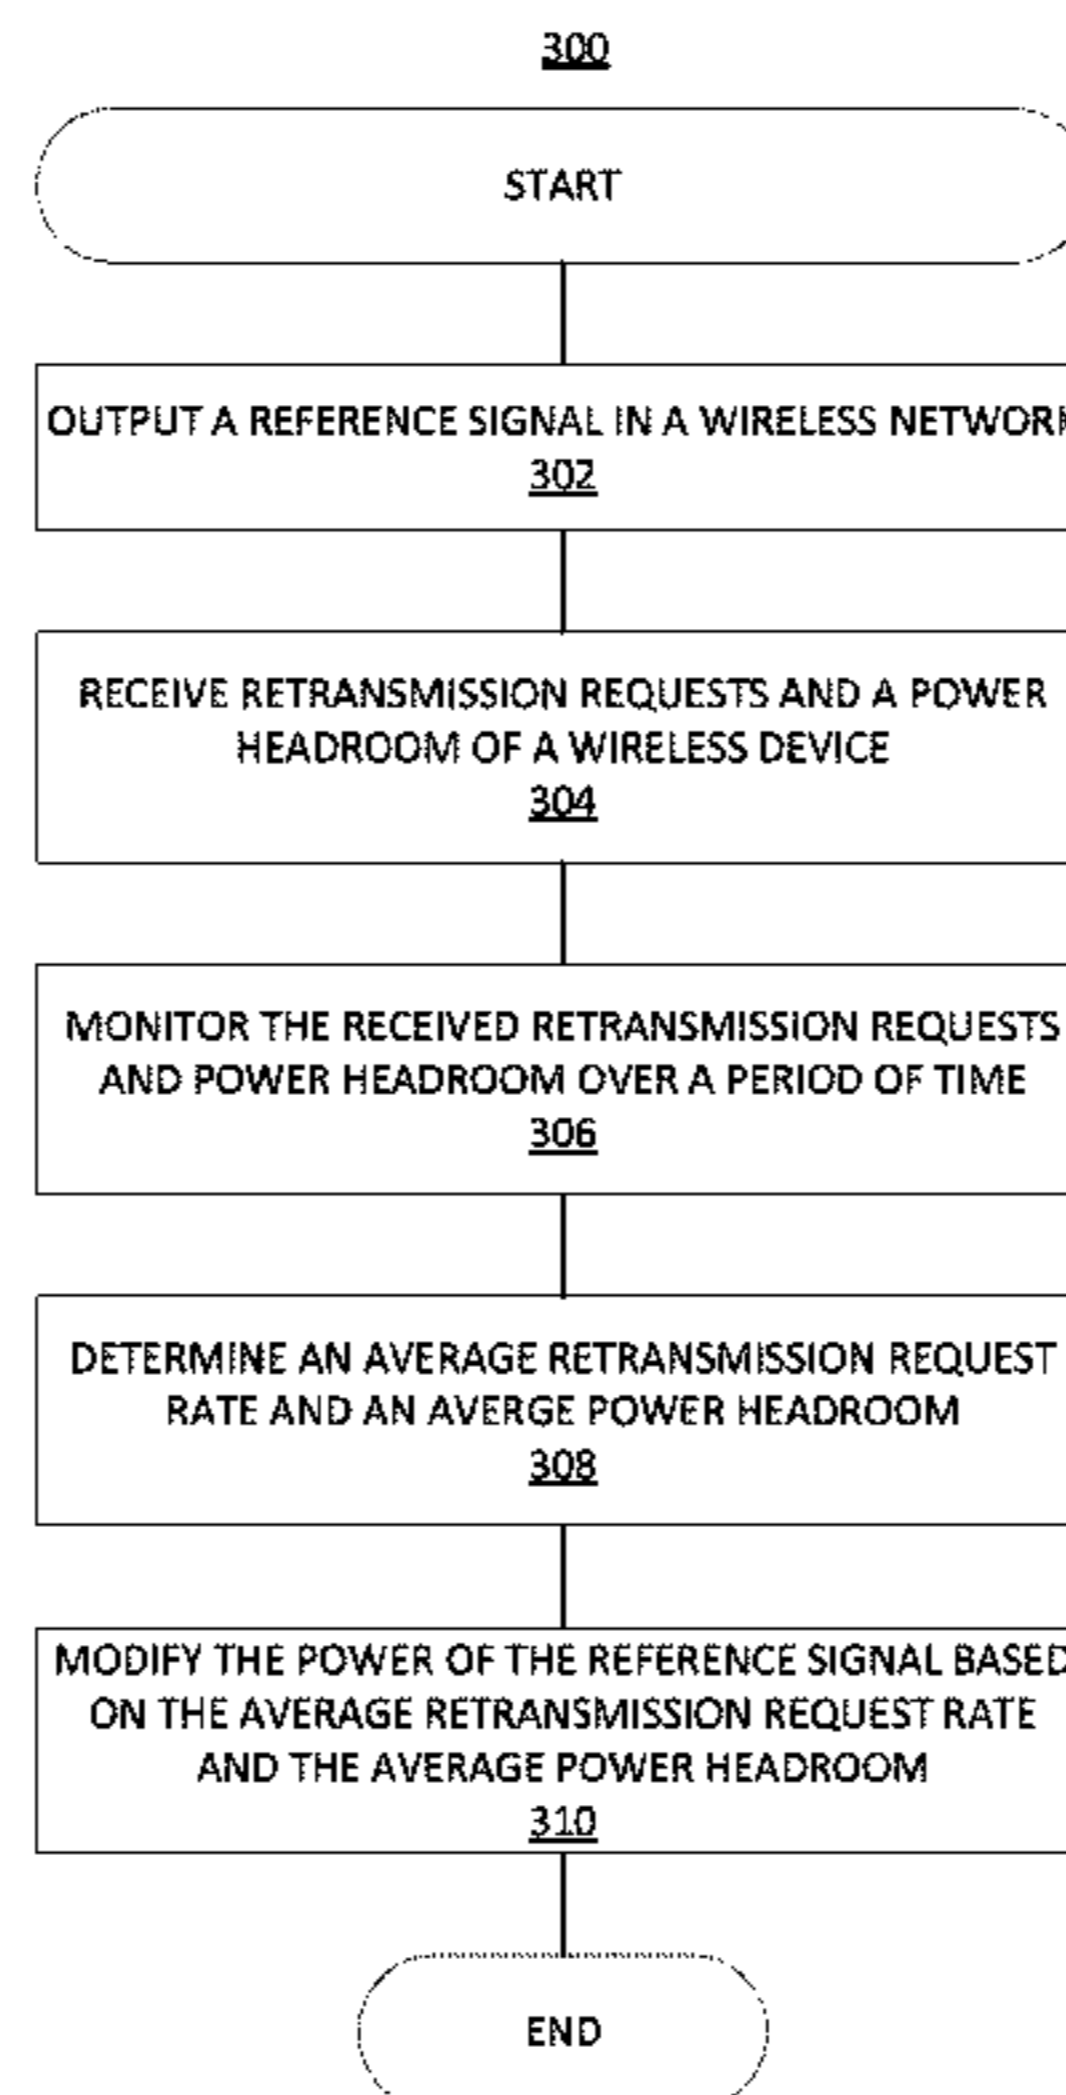 300
START
OUTPUT A REFERENCE SIGNAL IN A WIRELESS NETWORK
302
RECEIVE RETRANSMISSION REQUESTS AND A POWER
HEADROOM OF A WIRELESS DEVICE
304
MONITOR THE RECEIVED RETRANSMISSION REQUESTS
AND POWER HEADROOM OVER A PERIOD OF TIME
306
DETERMINE AN AVERAGE RETRANSMISSION REQUEST
RATE AND AN AVERGE POWER HEADROOM
308
MODIFY THE POWER OF THE REFERENCE SIGNAL BASED
ON THE AVERAGE RETRANSMISSION REQUEST RATE
AND THE AVERAGE POWER HEADROOM
310
END